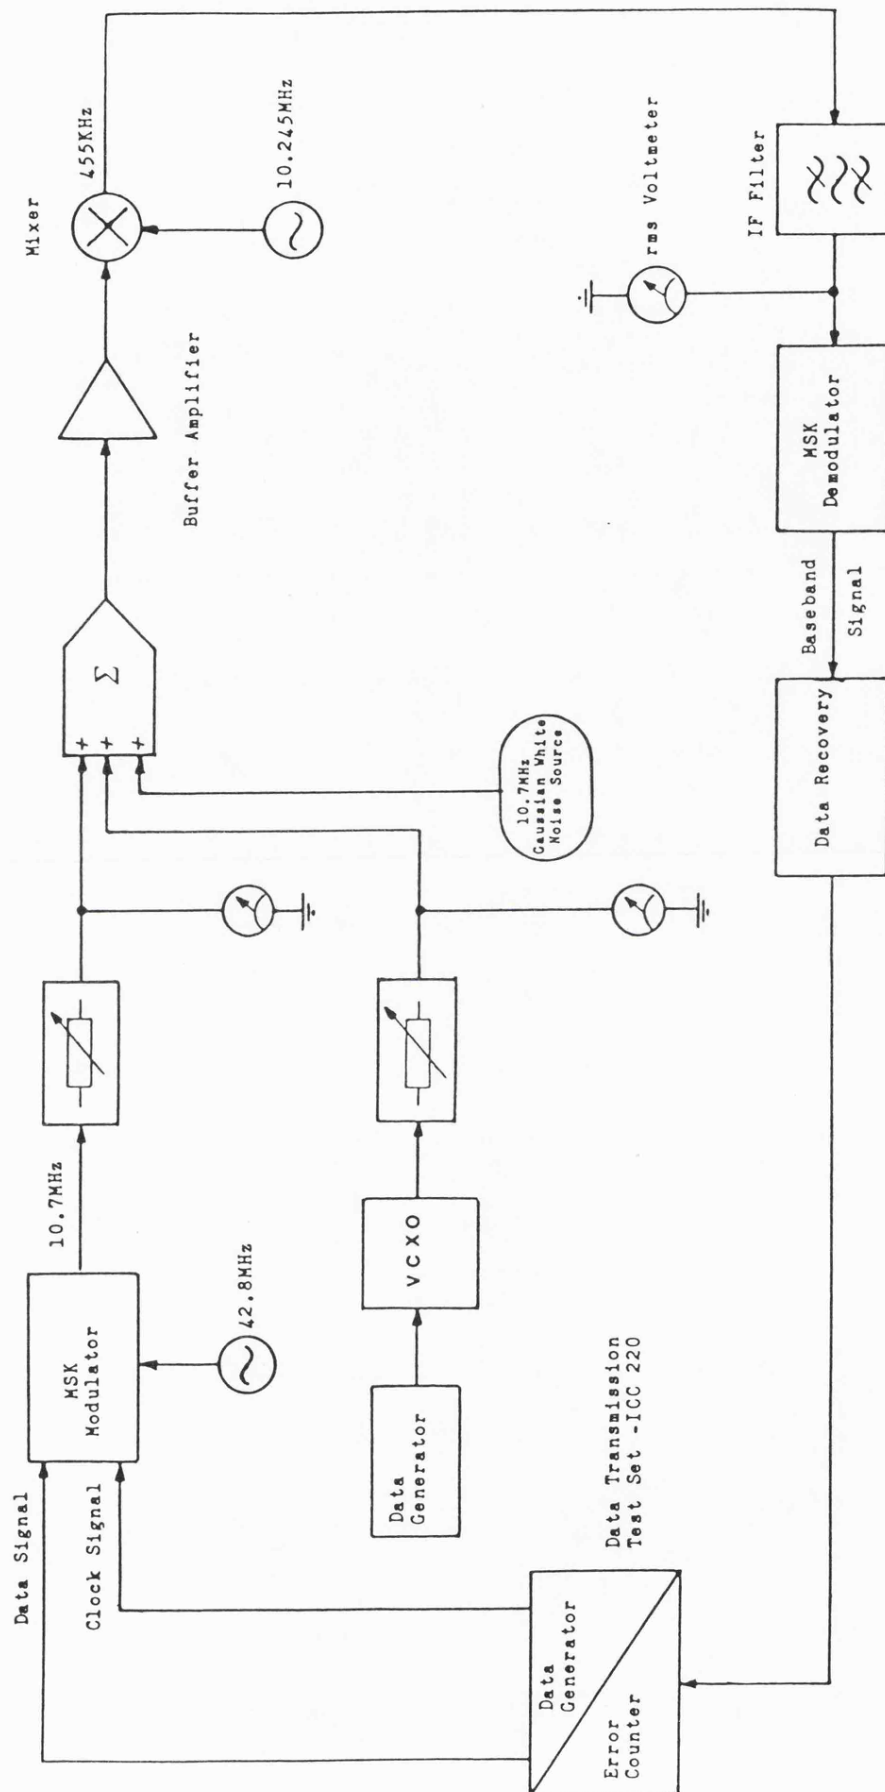 Data Signal
Clock Signal
MSK
Modulator
42.8MHz
10.7MHz
Data
Generator
VCXO
+
+
+
Σ
10.7MHz
Gaussian White
Noise Source
Buffer Amplifier
Mixer
455KHz
10.245MHz
rms Voltmeter
IF Filter
MSK
Demodulator
Baseband
Signal
Data Recovery
Data
Generator
Error
Counter
Data Transmission
Test Set -ICC 220